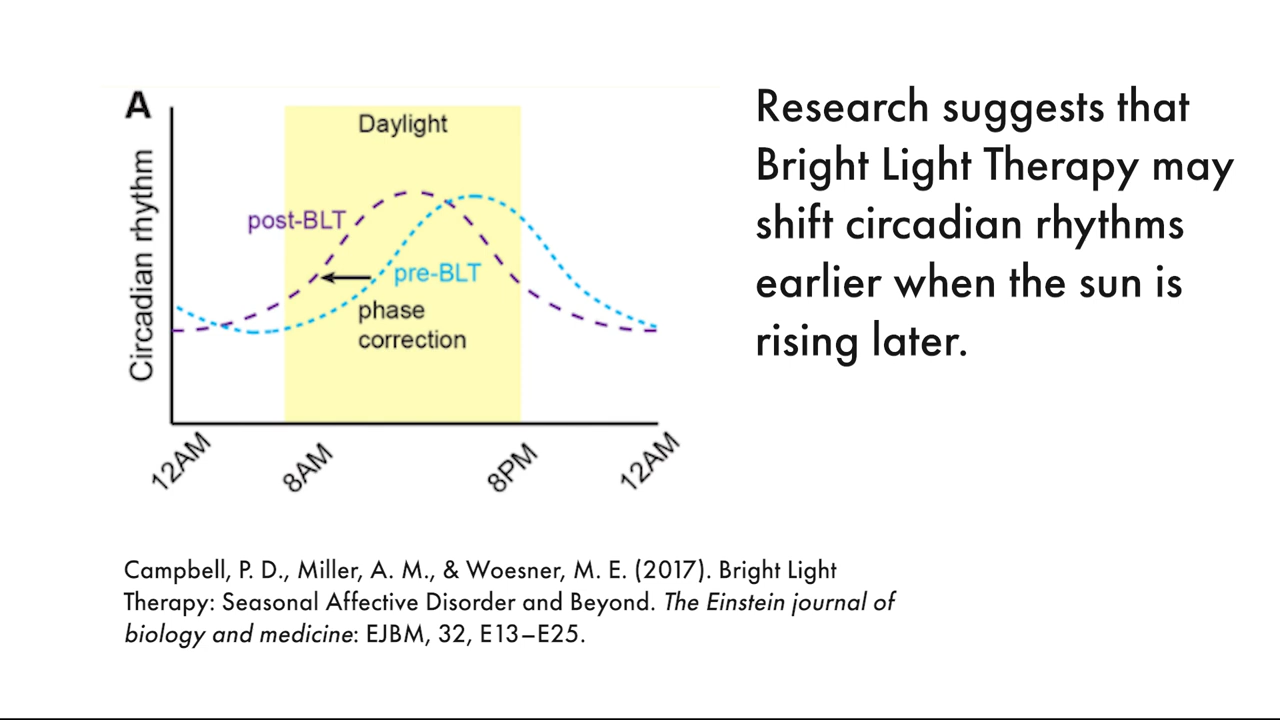 A
Circadian rhythm
Daylight
post-BLT
pre-BLT
phase
correction
12AM
8AM
8PM
12AM
Research suggests that
Bright Light Therapy may
shift circadian rhythms
earlier when the sun is
rising later.
Campbell, P. D., Miller, A. M., & Woesner, M. E. (2017). Bright Light
Therapy: Seasonal Affective Disorder and Beyond. The Einstein journal of
biology and medicine: EJBM, 32, E13–E25.